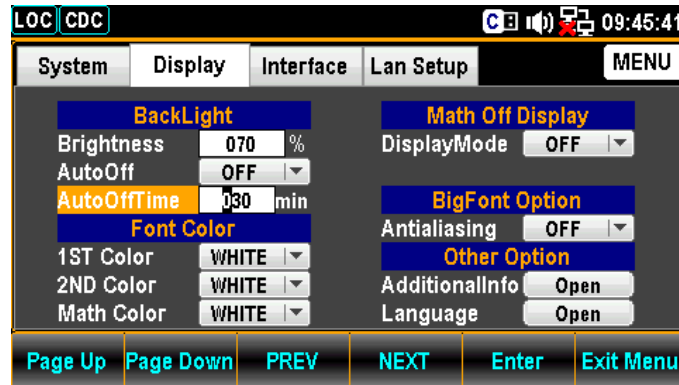 LOC CDC C 09:45:41
System Display Interface Lan Setup MENU
BackLight
Brightness 070 %
AutoOff OFF
AutoOffTime 030 min
Font Color
1ST Color WHITE
2ND Color WHITE
Math Color WHITE
Math Off Display
DisplayMode OFF
BigFont Option
Antialiasing OFF
Other Option
AdditionalInfo Open
Language Open
Page Up Page Down PREV NEXT Enter Exit Menu